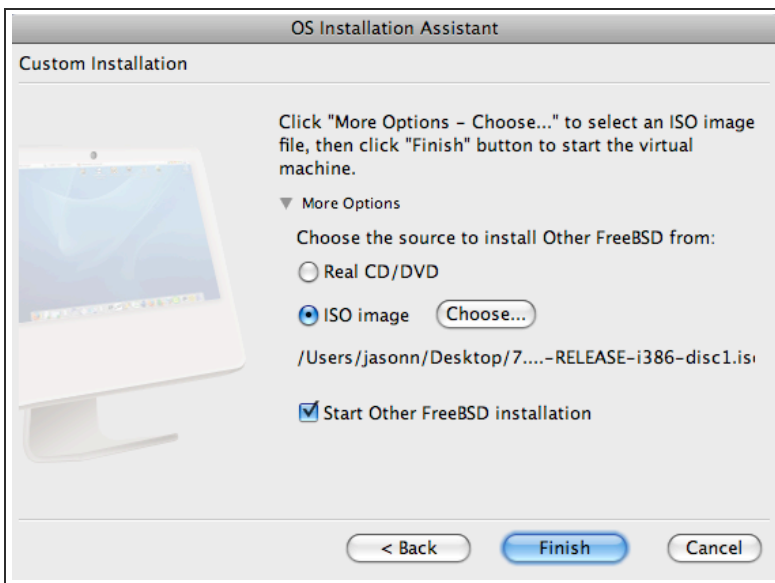 OS Installation Assistant
Custom Installation
Click "More Options – Choose..." to select an ISO image
file, then click "Finish" button to start the virtual
machine.
▼ More Options
Choose the source to install Other FreeBSD from:
Real CD/DVD
ISO image Choose...
/Users/jasonn/Desktop/7....-RELEASE-i386-disc1.is
Start Other FreeBSD installation
< Back Finish Cancel